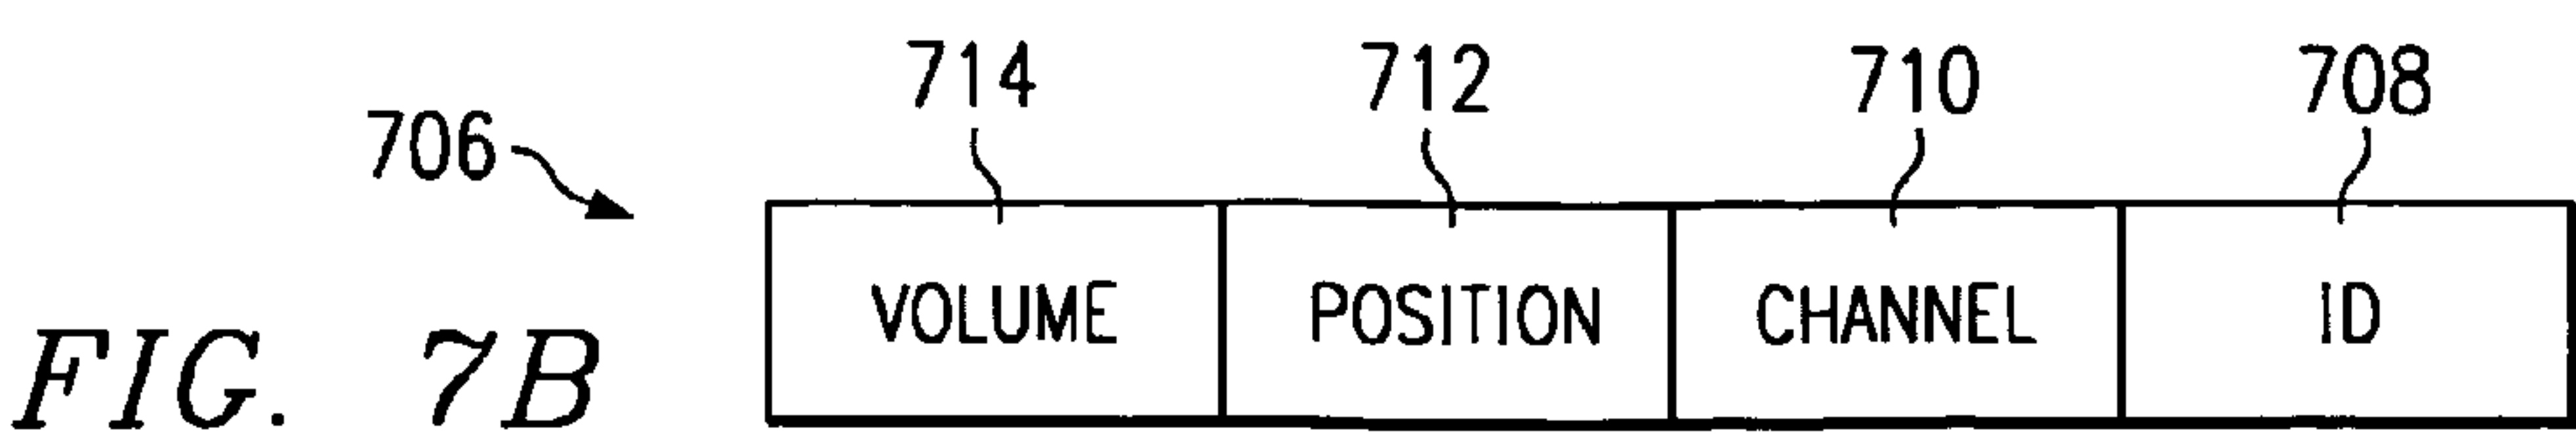 714 712 710 708
706
VOLUME POSITION CHANNEL ID
FIG. 7B